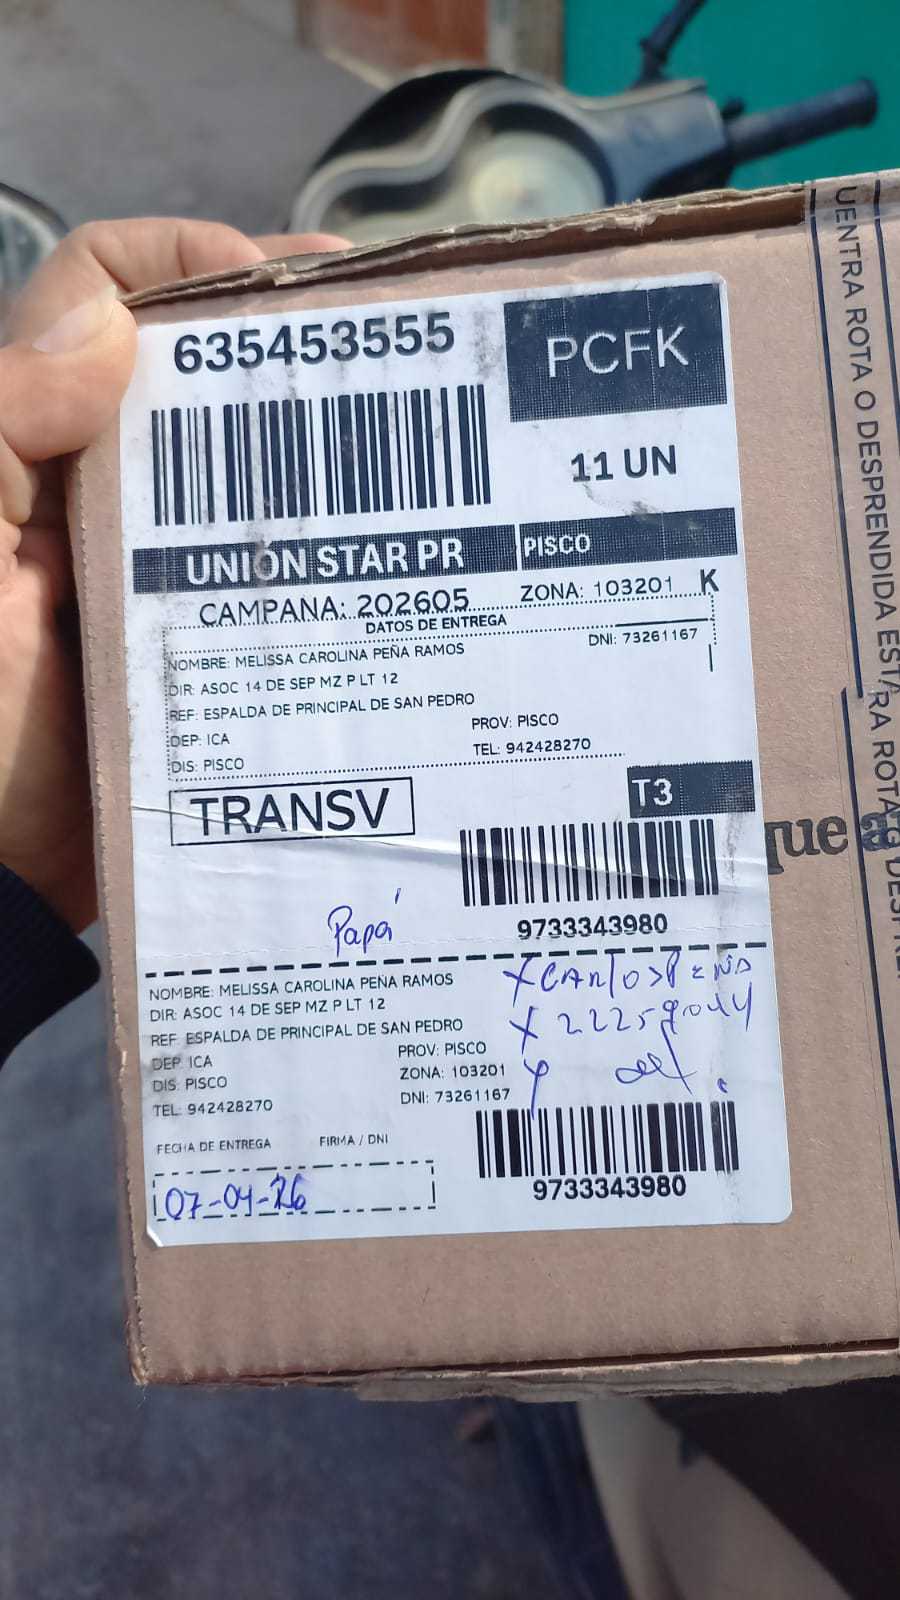 635453555
PCFK
11 UN
UNIÓN STAR PR
PISCO
CAMPANA: 202605
ZONA: 103201 K
DATOS DE ENTREGA
NOMBRE: MELISSA CAROLINA PEÑA RAMOS
DNI: 73261167
DIR: ASOC 14 DE SEP MZ P LT 12
REF: ESPALDA DE PRINCIPAL DE SAN PEDRO
DEP: ICA
PROV: PISCO
DIS: PISCO
TEL: 942428270
TRANSV
T3
9733343980
Papá
NOMBRE: MELISSA CAROLINA PEÑA RAMOS
DIR: ASOC 14 DE SEP MZ P LT 12
REF: ESPALDA DE PRINCIPAL DE SAN PEDRO
DEP: ICA
PROV: PISCO
DIS: PISCO
ZONA: 103201
TEL: 942428270
DNI: 73261167
X CARlos PeñA
FECHA DE ENTREGA
FIRMA / DNI
07-04-26
9733343980
UENTRA ROTA O DESPRENDIDA ESTA
RA ROTA O DESPRE
que